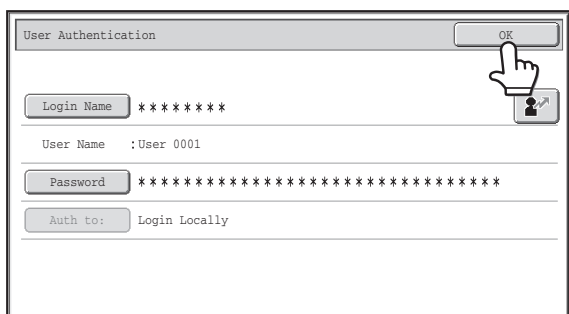 User Authentication OK
Login Name ********
User Name :User 0001
Password ********************************
Auth to: Login Locally